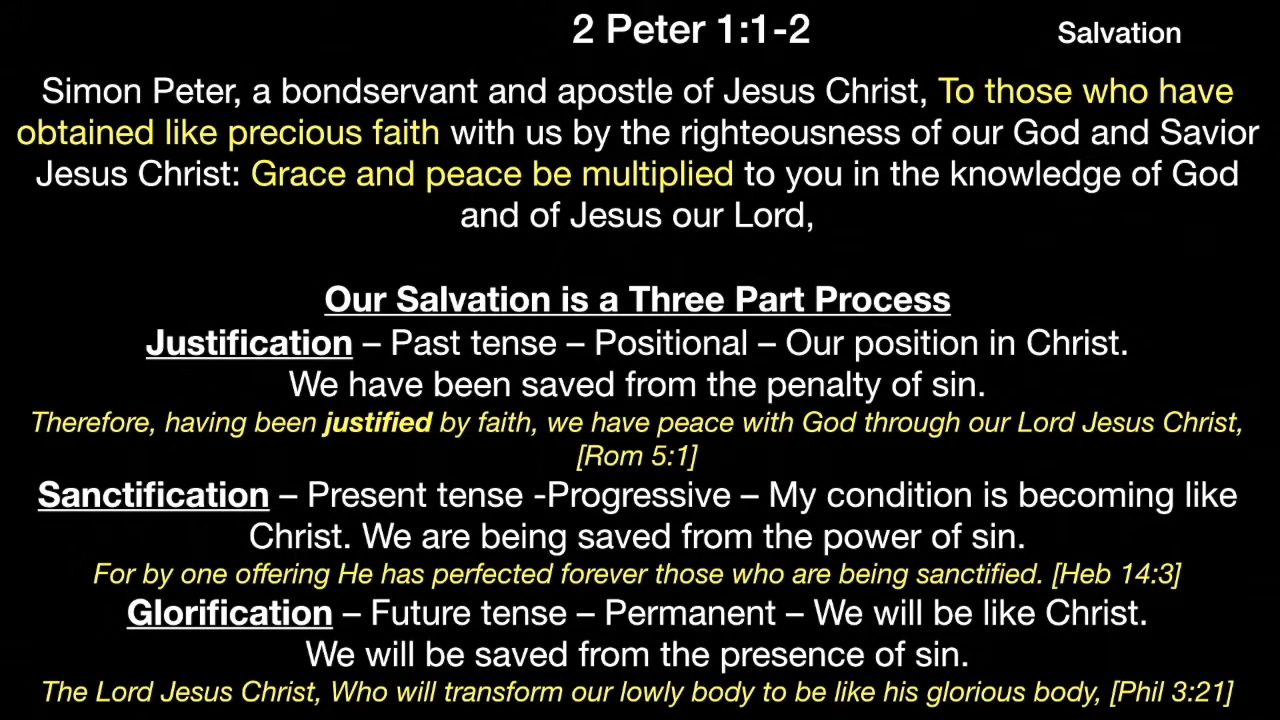 2 Peter 1:1-2
Salvation
Simon Peter, a bondservant and apostle of Jesus Christ, To those who have
obtained like precious faith with us by the righteousness of our God and Savior
Jesus Christ: Grace and peace be multiplied to you in the knowledge of God
and of Jesus our Lord,
Our Salvation is a Three Part Process
Justification – Past tense – Positional – Our position in Christ.
We have been saved from the penalty of sin.
Therefore, having been justified by faith, we have peace with God through our Lord Jesus Christ,
[Rom 5:1]
Sanctification – Present tense -Progressive – My condition is becoming like
Christ. We are being saved from the power of sin.
For by one offering He has perfected forever those who are being sanctified. [Heb 14:3]
Glorification – Future tense – Permanent – We will be like Christ.
We will be saved from the presence of sin.
The Lord Jesus Christ, Who will transform our lowly body to be like his glorious body, [Phil 3:21]